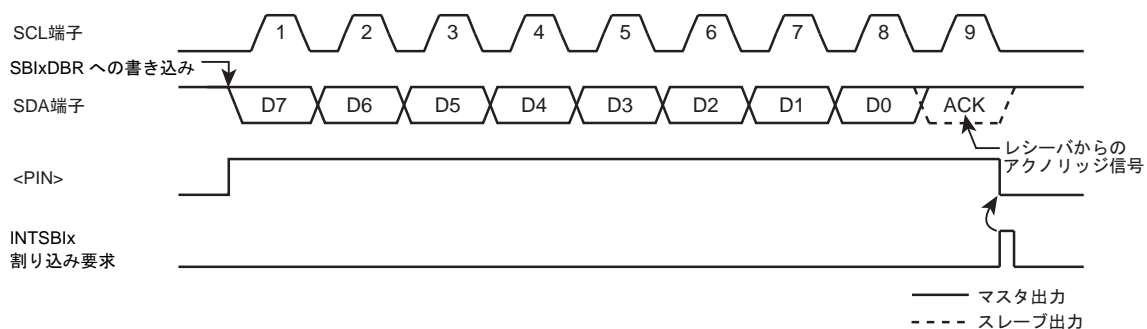 SCL端子
1 2 3 4 5 6 7 8 9
SBIxDBR への書き込み
SDA端子
D7 D6 D5 D4 D3 D2 D1 D0 ACK
レシーバからの
アクノリッジ信号
<PIN>
INTSBIx
割り込み要求
マスタ出力
スレーブ出力